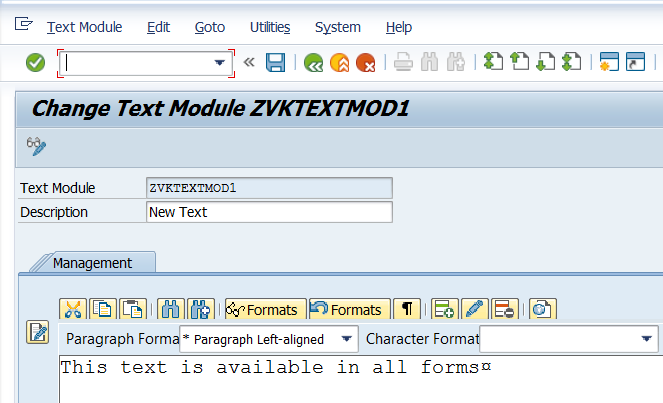 Text Module Edit Goto Utilities System Help
Change Text Module ZVKTEXTMOD1
Text Module ZVKTEXTMOD1
Description New Text
Management
Formats Formats ¶
Paragraph Forma * Paragraph Left-aligned Character Format
This text is available in all forms¤